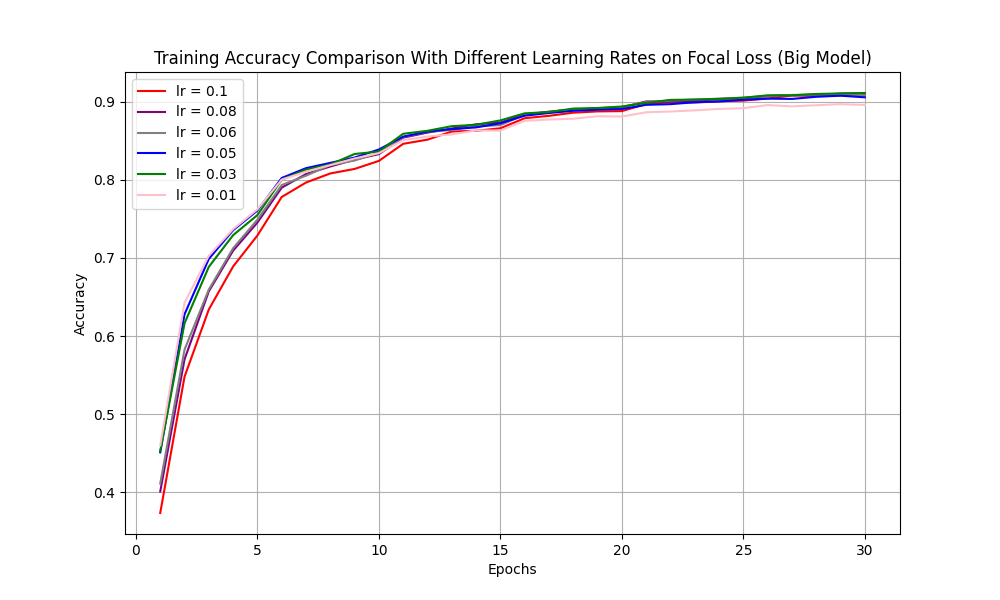 Training Accuracy Comparison With Different Learning Rates on Focal Loss (Big Model)
lr = 0.1
lr = 0.08
lr = 0.06
lr = 0.05
lr = 0.03
lr = 0.01
0.9
0.8
0.7
0.6
0.5
0.4
Accuracy
0 5 10 15 20 25 30
Epochs